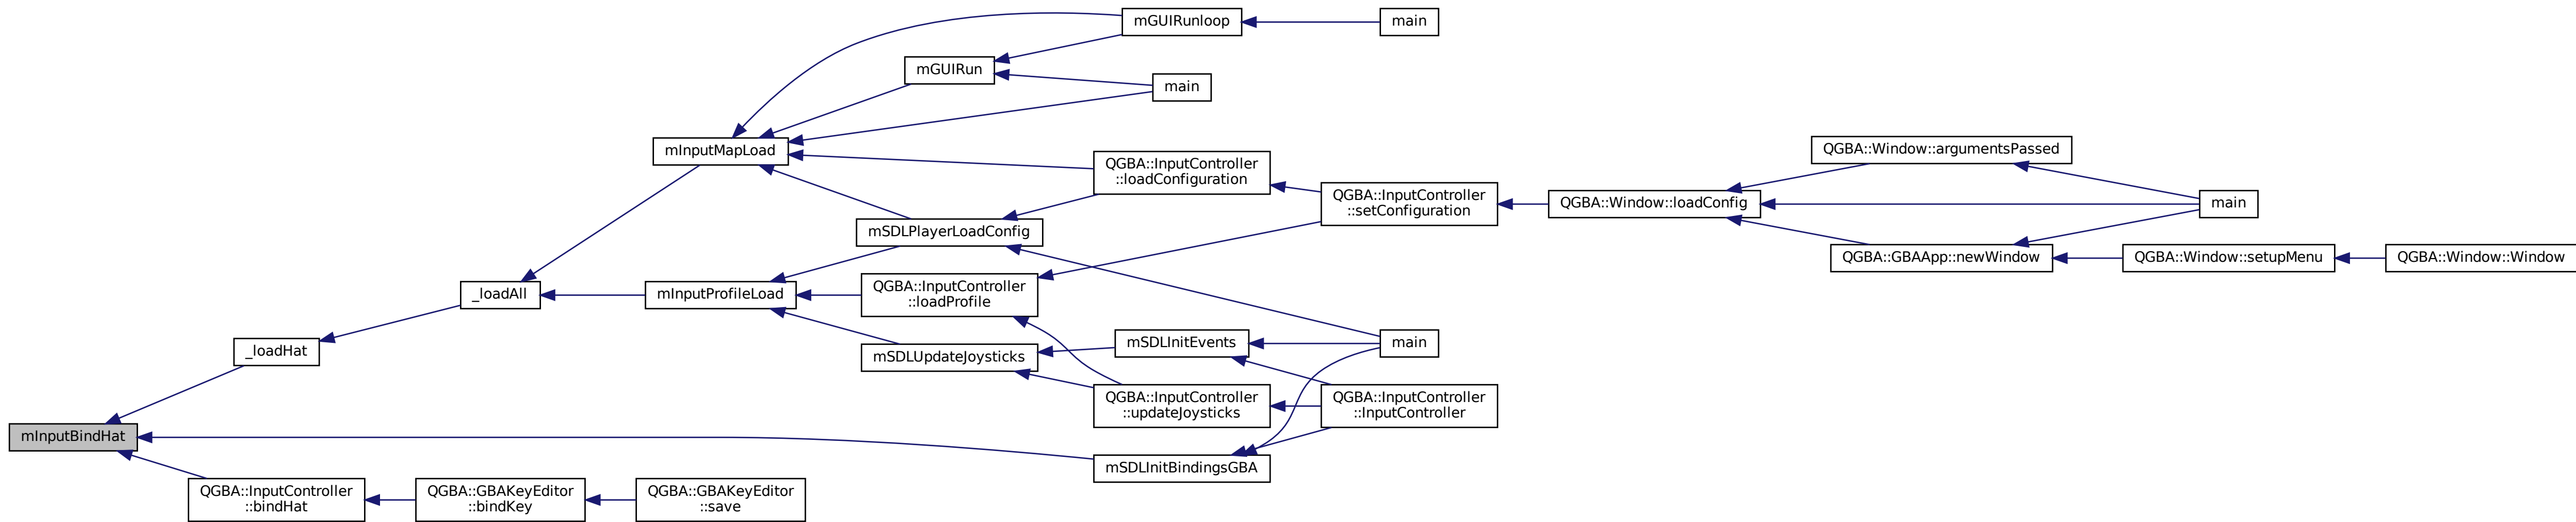 mGUIRunloop
main
mGUIRun
main
mInputMapLoad
QGBA::InputController
::loadConfiguration
QGBA::InputController
::setConfiguration
QGBA::Window::argumentsPassed
QGBA::Window::loadConfig
main
mSDLPlayerLoadConfig
QGBA::GBAApp::newWindow
QGBA::Window::setupMenu
QGBA::Window::Window
_loadAll
mInputProfileLoad
QGBA::InputController
::loadProfile
_loadHat
mSDLUpdateJoysticks
mSDLInitEvents
main
QGBA::InputController
::updateJoysticks
QGBA::InputController
::InputController
mInputBindHat
mSDLInitBindingsGBA
QGBA::InputController
::bindHat
QGBA::GBAKeyEditor
::bindKey
QGBA::GBAKeyEditor
::save